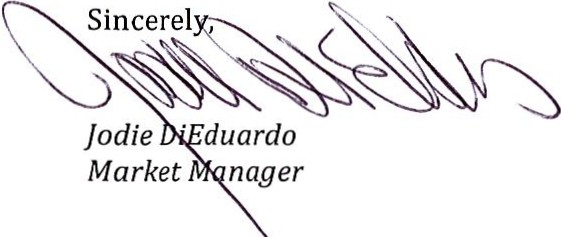 Sincerely,
Jodie DiEduardo
Market Manager